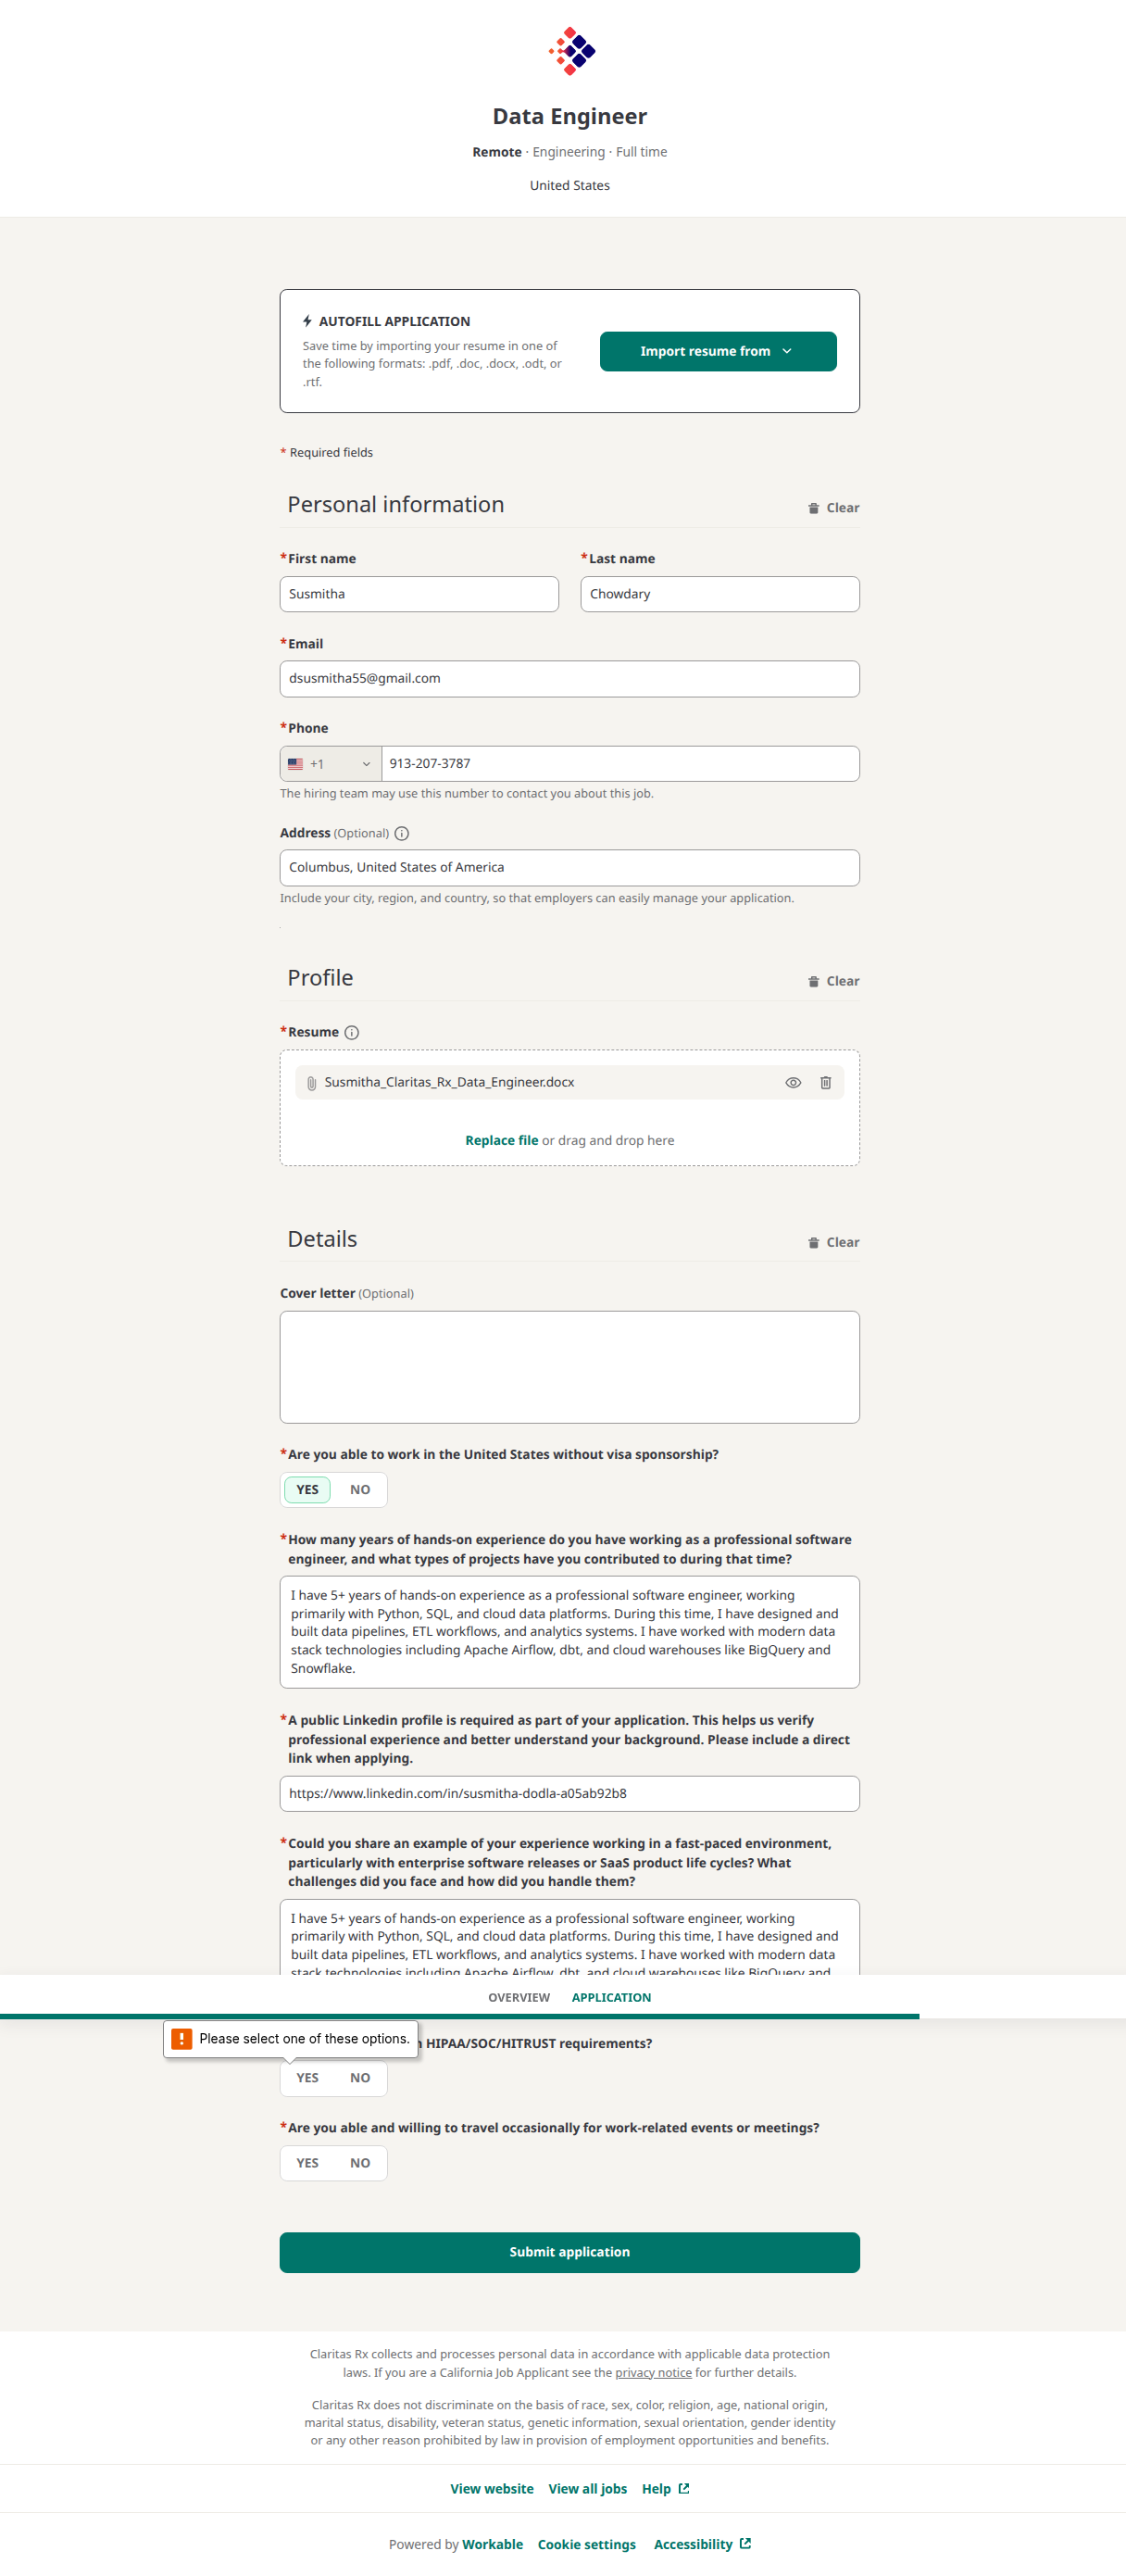 Data Engineer
Remote · Engineering · Full time
United States
AUTOFILL APPLICATION
Save time by importing your resume in one of
the following formats: .pdf, .doc, .docx, .odt, or
.rtf.
Import resume from
* Required fields
Personal information
Clear
*First name
*Last name
Susmitha
Chowdary
*Email
dsusmitha55@gmail.com
*Phone
+1
913-207-3787
The hiring team may use this number to contact you about this job.
Address (Optional)
Columbus, United States of America
Include your city, region, and country, so that employers can easily manage your application.
Profile
Clear
*Resume
Susmitha_Claritas_Rx_Data_Engineer.docx
Replace file or drag and drop here
Details
Clear
Cover letter (Optional)
*Are you able to work in the United States without visa sponsorship?
YES NO
*How many years of hands-on experience do you have working as a professional software
engineer, and what types of projects have you contributed to during that time?
I have 5+ years of hands-on experience as a professional software engineer, working
primarily with Python, SQL, and cloud data platforms. During this time, I have designed and
built data pipelines, ETL workflows, and analytics systems. I have worked with modern data
stack technologies including Apache Airflow, dbt, and cloud warehouses like BigQuery and
Snowflake.
*A public Linkedin profile is required as part of your application. This helps us verify
professional experience and better understand your background. Please include a direct
link when applying.
https://www.linkedin.com/in/susmitha-dodla-a05ab92b8
*Could you share an example of your experience working in a fast-paced environment,
particularly with enterprise software releases or SaaS product life cycles? What
challenges did you face and how did you handle them?
I have 5+ years of hands-on experience as a professional software engineer, working
primarily with Python, SQL, and cloud data platforms. During this time, I have designed and
built data pipelines, ETL workflows, and analytics systems. I have worked with modern data
stack technologies including Apache Airflow, dbt, and cloud warehouses like BigQuery and
OVERVIEW APPLICATION
Please select one of these options.
HIPAA/SOC/HITRUST requirements?
YES NO
*Are you able and willing to travel occasionally for work-related events or meetings?
YES NO
Submit application
Claritas Rx collects and processes personal data in accordance with applicable data protection
laws. If you are a California Job Applicant see the privacy notice for further details.
Claritas Rx does not discriminate on the basis of race, sex, color, religion, age, national origin,
marital status, disability, veteran status, genetic information, sexual orientation, gender identity
or any other reason prohibited by law in provision of employment opportunities and benefits.
View website View all jobs Help
Powered by Workable Cookie settings Accessibility